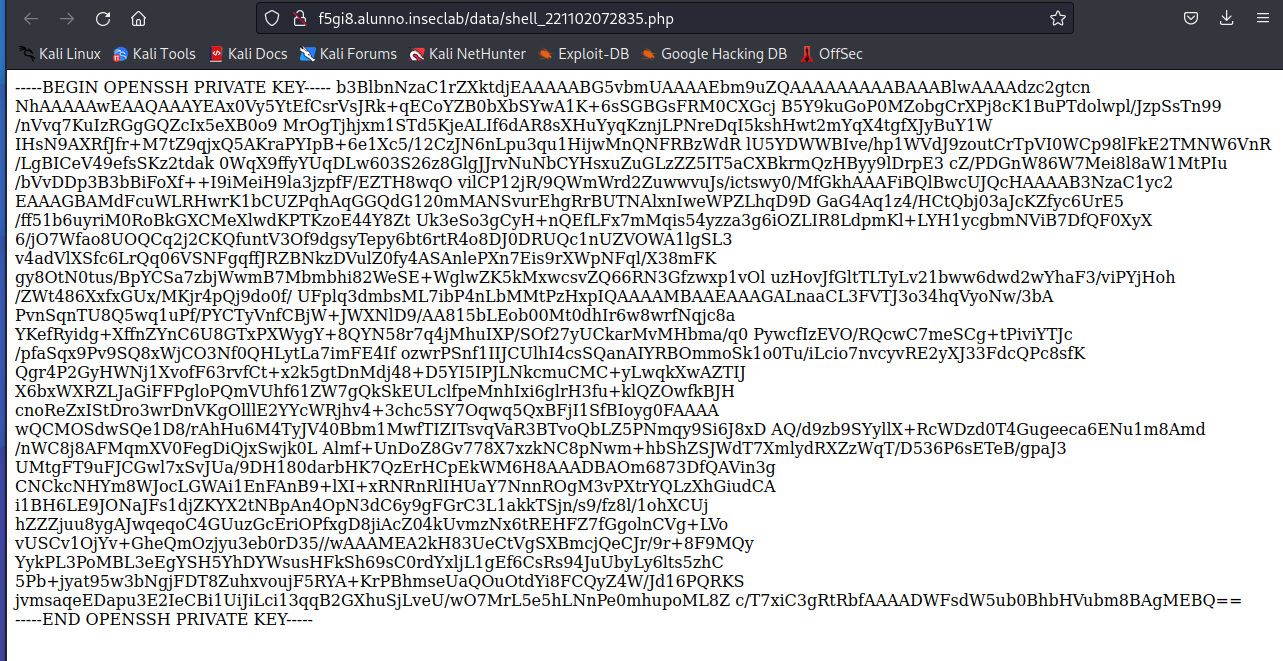 f5gi8.alunno.inseclab/data/shell_221102072835.php
Kali Linux Kali Tools Kali Docs Kali Forums Kali NetHunter Exploit-DB Google Hacking DB OffSec
-----BEGIN OPENSSH PRIVATE KEY----- b3BlbnNzaC1rZXktdjEAAAAABG5vbmUAAAAEbm9uZQAAAAAAAAABAAABlwAAAAdzc2gtcn
NhAAAAAwEAAQAAAYEAx0Vy5YtEfCsrVsJRk+qECoYZB0bXbSYwA1K+6sSGBGsFRM0CXGcj B5Y9kuGoP0MZobgCrXPj8cK1BuPTdolwpl/JzpSsTn99
/nVvq7KuIzRGgGQZcIx5eXB0o9 MrOgTjhjxm1STd5KjeALIf6dAR8sXHuYyqKznjLPNreDqI5kshHwt2mYqX4tgfXJyBuY1W
IHsN9AXRfJfr+M7tZ9qjxQ5AKraPYIpB+6e1Xc5/12CzJN6nLpu3qu1HijwMnQNFRBzWdR lU5YDWWBIve/hp1WVdJ9zoutCrTpVI0WCp98lFkE2TMNW6VnR
/LgBICeV49efsSKz2tdak 0WqX9ffyYUqDLw603S26z8GlgJJrvNuNbCYHsxuZuGLzZZ5IT5aCXBkrmQzHByy9lDrpE3 cZ/PDGnW86W7Mei8l8aW1MtPIu
/bVvDDp3B3bBiFoXf++I9iMeiH9la3jzpfF/EZTH8wqO vilCP12jR/9QWmWrd2ZuwwvuJs/ictswy0/MfGkhAAAFiBQlBwcUJQcHAAAAB3NzaC1yc2
EAAAGBAMdFcuWLRHwrK1bCUZPqhAqGGQdG120mMANSvurEhgRrBUTNAlxnIweWPZLhqD9D GaG4Aq1z4/HCtQbj03aJcKZfyc6UrE5
/ff51b6uyriM0RoBkGXCMeXlwdKPTKzoE44Y8Zt Uk3eSo3gCyH+nQEfLFx7mMqis54yzza3g6iOZLIR8LdpmKl+LYH1ycgbmNViB7DfQF0XyX
6/jO7Wfao8UOQCq2j2CKQfuntV3Of9dgsyTepy6bt6rtR4o8DJ0DRUQc1nUZVOWA1lgSL3
v4adVlXSfc6LrQq06VSNFgqffJRZBNkzDVulZ0fy4ASAnlePXn7Eis9rXWpNFql/X38mFK
gy8OtN0tus/BpYCSa7zbjWwmB7Mbmbhi82WeSE+WglwZK5kMxwcsvZQ66RN3Gfzwxp1vOl uzHovJfGltTLTyLv21bww6dwd2wYhaF3/viPYjHoh
/ZWt486XxfxGUx/MKjr4pQj9do0f/ UFplq3dmbsML7ibP4nLbMMtPzHxpIQAAAAMBAAEAAAGALnaaCL3FVTJ3o34hqVyoNw/3bA
PvnSqnTU8Q5wq1uPf/PYCTyVnfCBjW+JWXNlD9/AA815bLEob00Mt0dhIr6w8wrfNqjc8a
YKefRyidg+XffnZYnC6U8GTxPXWygY+8QYN58r7q4jMhuIXP/SOf27yUCkarMvMHbma/q0 PywcfIzEVO/RQcwC7meSCg+tPiviYTJc
/pfaSqx9Pv9SQ8xWjCO3Nf0QHLytLa7imFE4If ozwrPSnf1IIJCUlhI4csSQanAIYRBOmmoSk1o0Tu/iLcio7nvcyvRE2yXJ33FdcQPc8sfK
Qgr4P2GyHWNj1XvofF63rvfCt+x2k5gtDnMdj48+D5YI5IPJLNkcmuCMC+yLwqkXwAZTIJ
X6bxWXRZLJaGiFFPgloPQmVUhf61ZW7gQkSkEULclfpeMnhIxi6glrH3fu+klQZOwfkBJH
cnoReZxIStDro3wrDnVKgOlllE2YYcWRjhv4+3chc5SY7Oqwq5QxBFjI1SfBIoyg0FAAAA
wQCMOSdwSQe1D8/rAhHu6M4TyJV40Bbm1MwfTIZITsvqVaR3BTvoQbLZ5PNmqy9Si6J8xD AQ/d9zb9SYyllX+RcWDzd0T4Gugeeca6ENu1m8Amd
/nWC8j8AFMqmXV0FegDiQjxSwjk0L Almf+UnDoZ8Gv778X7xzkNC8pNwm+hbShZSJWdT7XmlydRXZzWqT/D536P6sETeB/gpaJ3
UMtgFT9uFJCGwl7xSvJUa/9DH180darbHK7QzErHCpEkWM6H8AAADBAOm6873DfQAVin3g
CNCkcNHYm8WJocLGWAi1EnFAnB9+lXI+xRNRnRlIHUaY7NnnROgM3vPXtrYQLzXhGiudCA
i1BH6LE9JONaJFs1djZKYX2tNBpAn4OpN3dC6y9gFGrC3L1akkTSjn/s9/fz8l/1ohXCUj
hZZZjuu8ygAJwqeqoC4GUuzGcEriOPfxgD8jiAcZ04kUvmzNx6tREHFZ7fGgolnCVg+LVo
vUSCv1OjYv+GheQmOzjyu3eb0rD35//wAAAMEA2kH83UeCtVgSXBmcjQeCJr/9r+8F9MQy
YykPL3PoMBL3eEgYSH5YhDYWsusHFkSh69sC0rdYxljL1gEf6CsRs94JuUbyLy6lts5zhC
5Pb+jyat95w3bNgjFDT8ZuhxvoujF5RYA+KrPBhmseUaQOuOtdYi8FCQyZ4W/Jd16PQRKS
jvmsaqeEDapu3E2IeCBi1UiJiLci13qqB2GXhuSjLveU/wO7MrL5e5hLNnPe0mhupoML8Z c/T7xiC3gRtRbfAAAADWFsdW5ub0BhbHVubm8BAgMEBQ==
-----END OPENSSH PRIVATE KEY-----